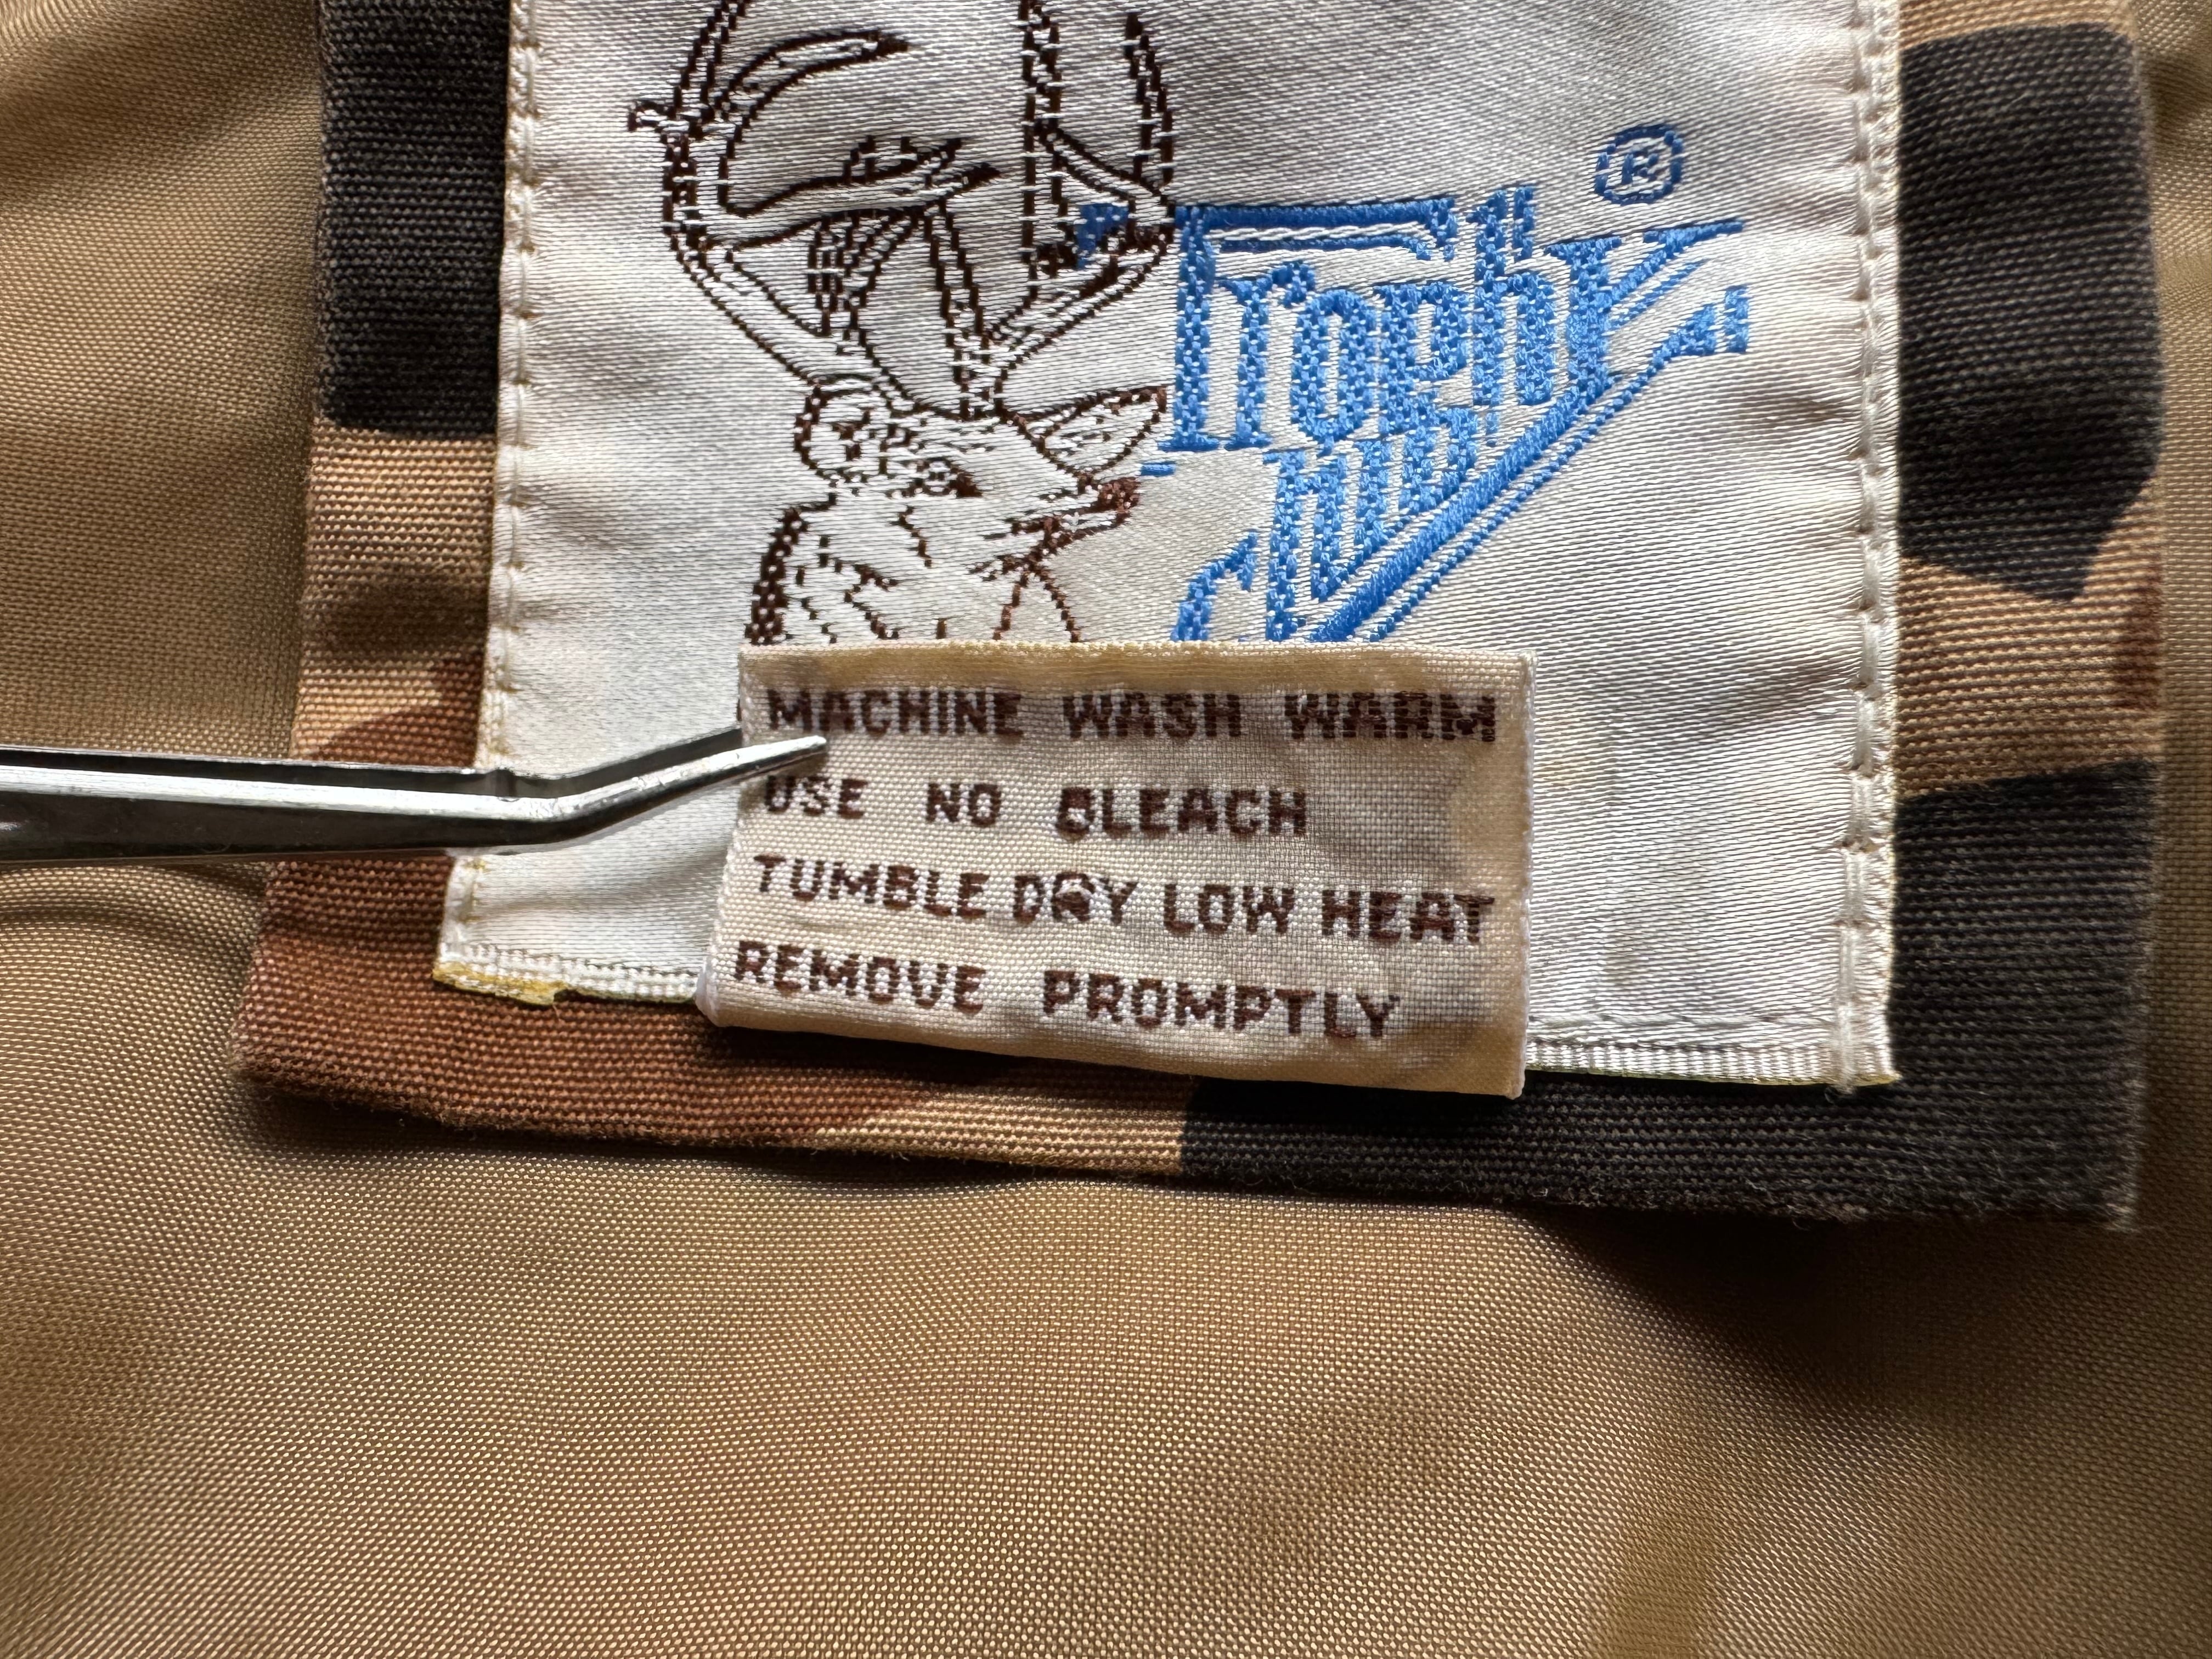 Trophy
®
Club
MACHINE WASH WARM
USE NO BLEACH
TUMBLE DRY LOW HEAT
REMOVE PROMPTLY